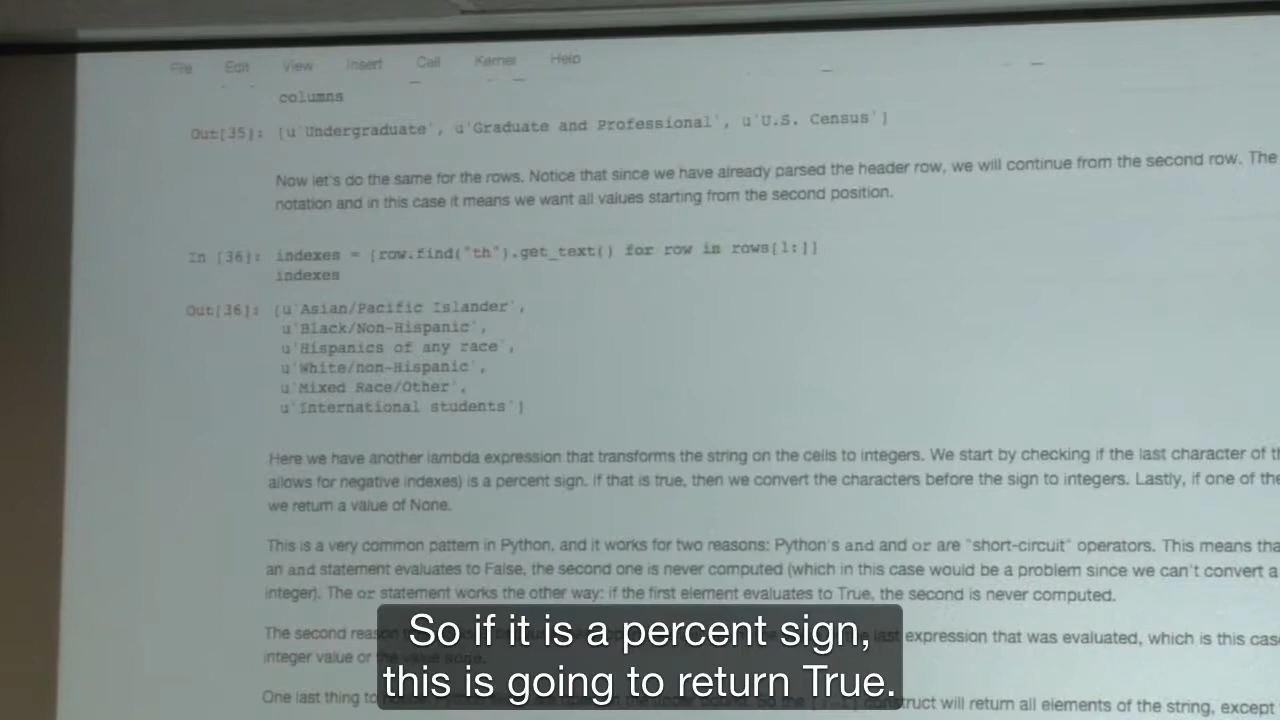 File Edit View Insert Cell Kernel Help
columns
Out[35]: [u'Undergraduate', u'Graduate and Professional', u'U.S. Census']
Now let's do the same for the rows. Notice that since we have already parsed the header row, we will continue from the second row. The
notation and in this case it means we want all values starting from the second position.
In [36]: indexes = [row.find("th").get_text() for row in rows[1:]]
indexes
Out[36]: [u'Asian/Pacific Islander',
u'Black/Non-Hispanic',
u'Hispanics of any race',
u'White/non-Hispanic',
u'Mixed Race/Other',
u'International students']
Here we have another lambda expression that transforms the string on the cells to integers. We start by checking if the last character of
allows for negative indexes) is a percent sign. If that is true, then we convert the characters before the sign to integers. Lastly, if one of the
we return a value of None.
This is a very common pattern in Python, and it works for two reasons: Python's and and or are "short-circuit" operators. This means
an and statement evaluates to False, the second one is never computed (which in this case would be a problem since we can't convert a
integer). The or statement works the other way: if the first element evaluates to True, the second is never computed.
The second expression that was evaluated, which is this
integer value or
One last thing to construct will return all elements of the string, except
So if it is a percent sign,
this is going to return True.